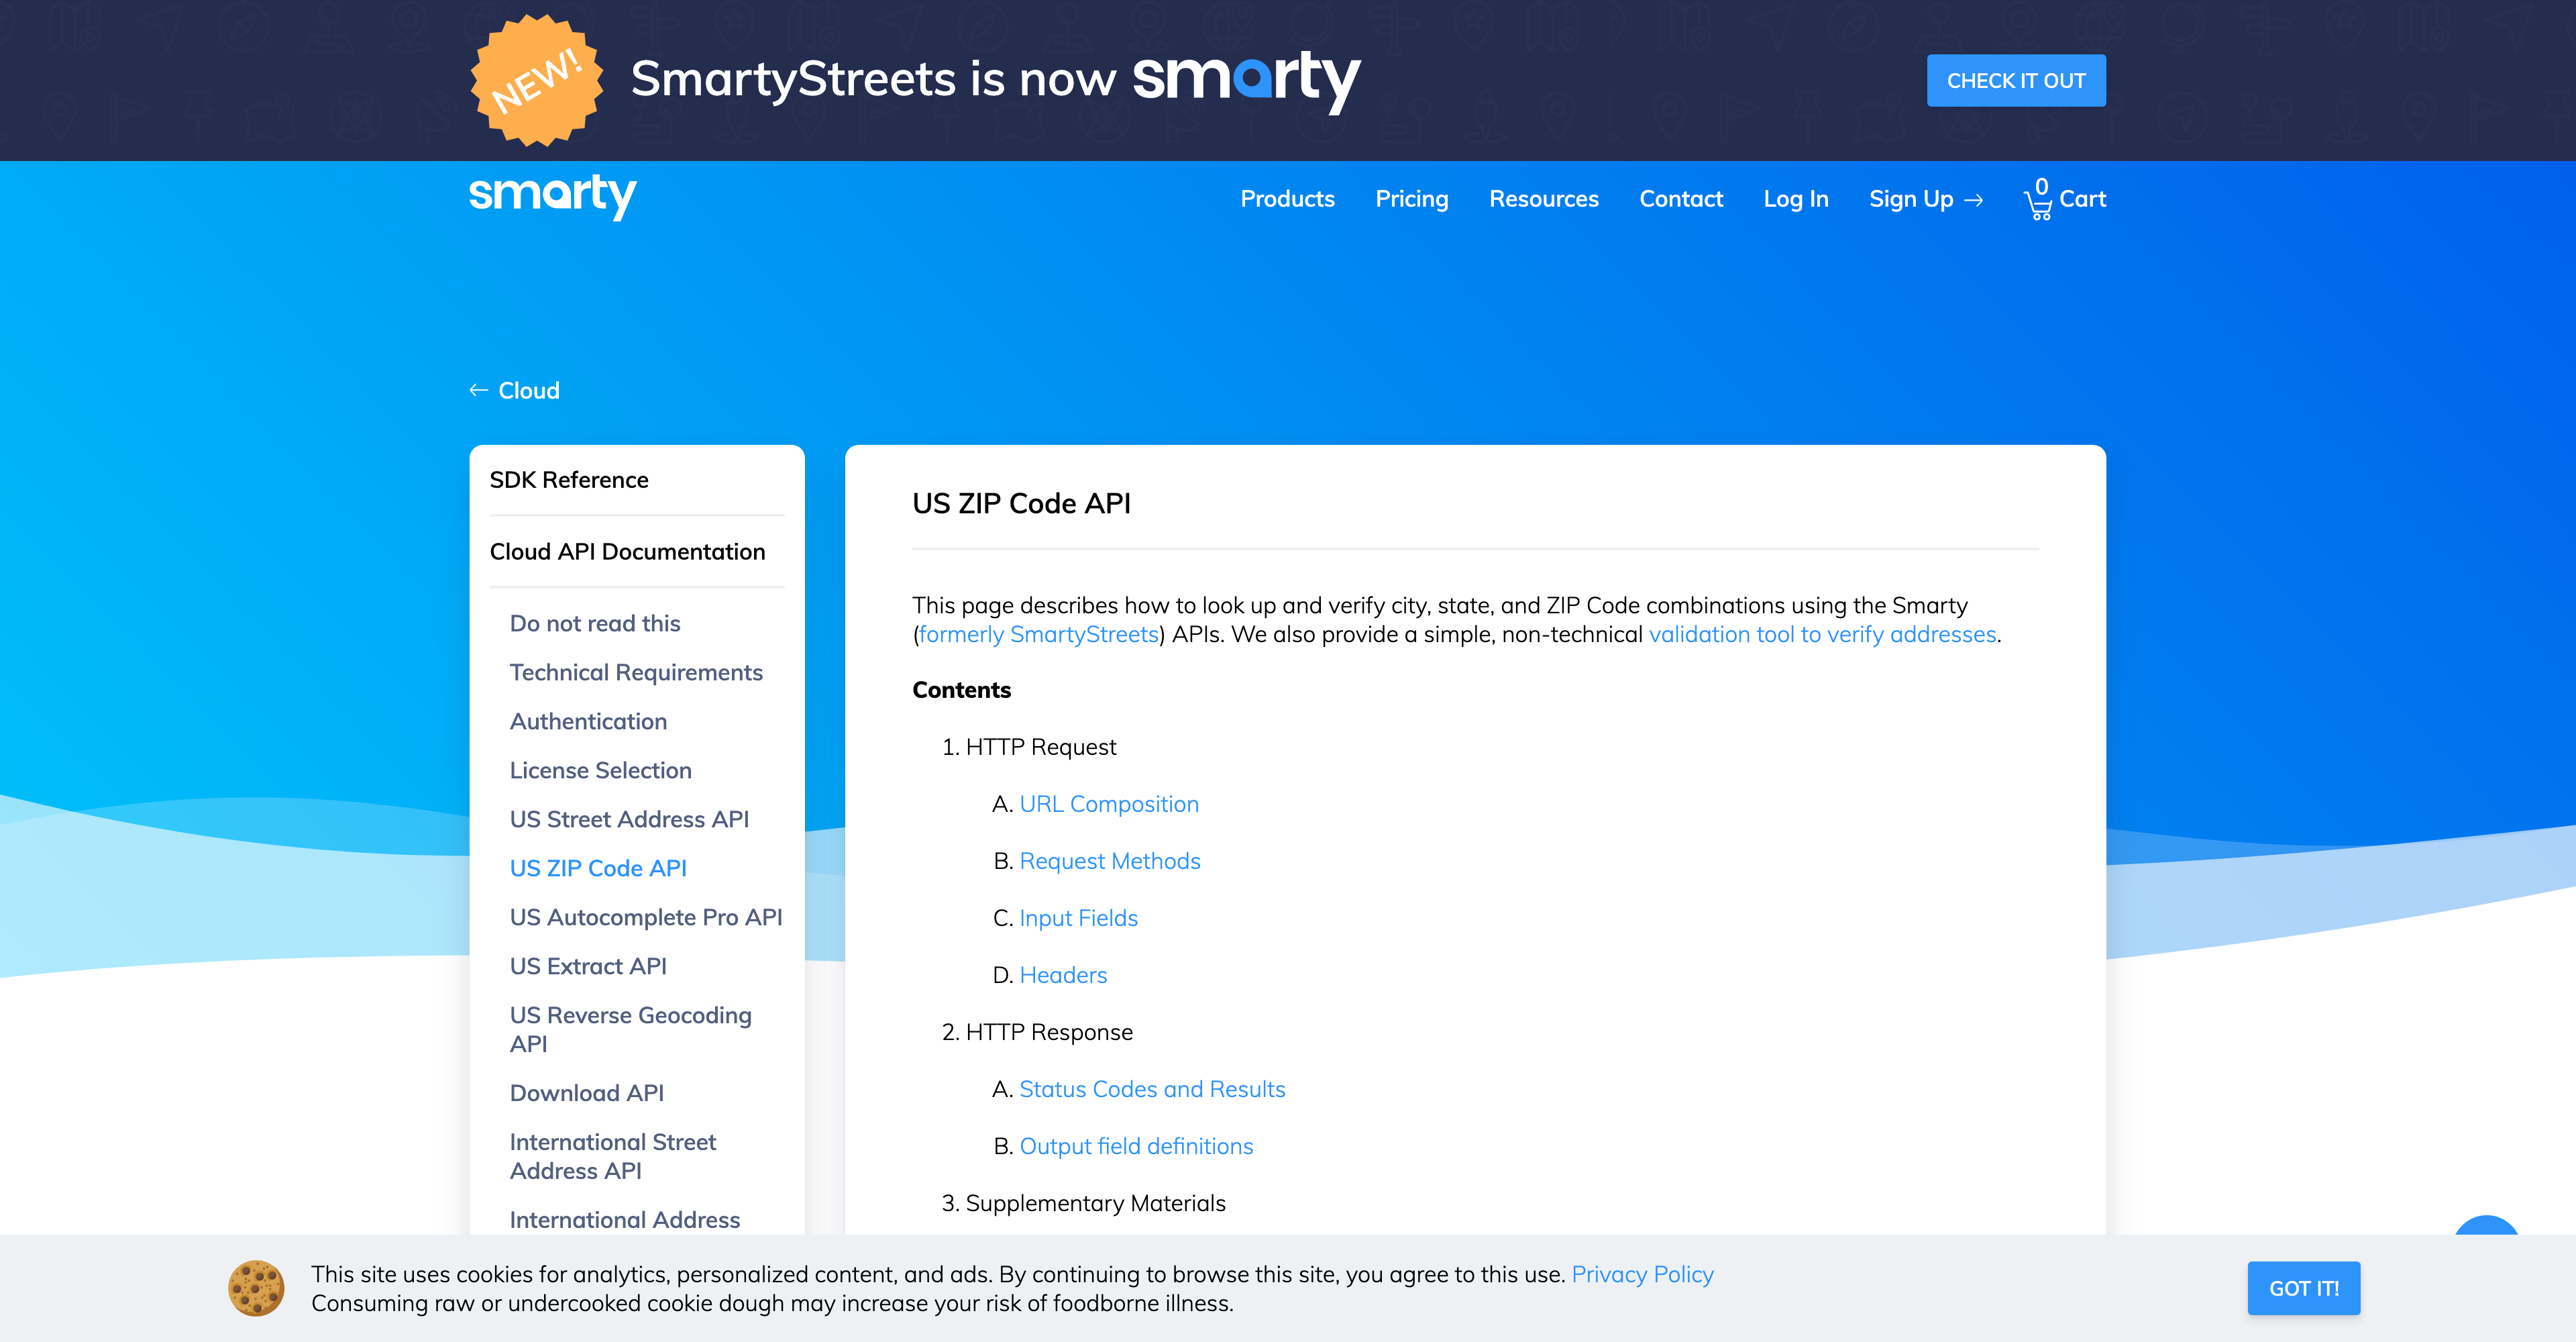 NEW!
SmartyStreets is now smarty
CHECK IT OUT
smarty
Products
Pricing
Resources
Contact
Log In
Sign Up →
0
Cart
← Cloud
SDK Reference
Cloud API Documentation
Do not read this
Technical Requirements
Authentication
License Selection
US Street Address API
US ZIP Code API
US Autocomplete Pro API
US Extract API
US Reverse Geocoding
API
Download API
International Street
Address API
International Address
US ZIP Code API
This page describes how to look up and verify city, state, and ZIP Code combinations using the Smarty
(formerly SmartyStreets) APIs. We also provide a simple, non-technical validation tool to verify addresses.
Contents
1. HTTP Request
A. URL Composition
B. Request Methods
C. Input Fields
D. Headers
2. HTTP Response
A. Status Codes and Results
B. Output field definitions
3. Supplementary Materials
This site uses cookies for analytics, personalized content, and ads. By continuing to browse this site, you agree to this use. Privacy Policy
Consuming raw or undercooked cookie dough may increase your risk of foodborne illness.
GOT IT!